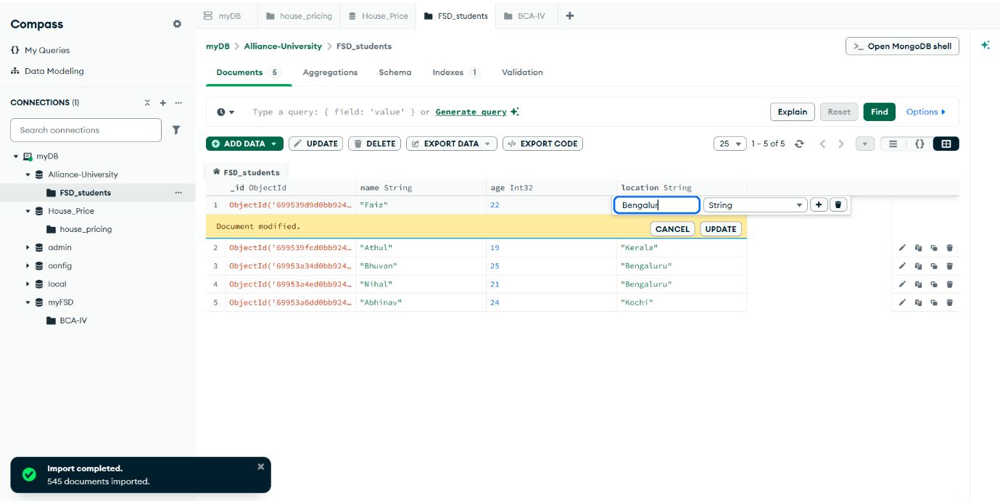 Compass
My Queries
Data Modeling
CONNECTIONS (1)
Search connections
myDB
Alliance-University
FSD_students
House_Price
house_pricing
admin
config
local
myFSD
BCA-IV
myDB house_pricing House_Price FSD_students BCA-IV
myDB > Alliance-University > FSD_students
>_ Open MongoDB shell
Documents 5 Aggregations Schema Indexes 1 Validation
Type a query: { field: 'value' } or Generate query
Explain Reset Find Options
ADD DATA UPDATE DELETE EXPORT DATA </> EXPORT CODE
25 1 – 5 of 5 {}
FSD_students
_id ObjectId name String age Int32 location String
1 ObjectId('699539d9d0bb924… "Faiz" 22 Bengalur String
Document modified. CANCEL UPDATE
2 ObjectId('699539fcd0bb924… "Athul" 19 "Kerala"
3 ObjectId('69953a34d0bb924… "Bhuvan" 25 "Bengaluru"
4 ObjectId('69953a4ed0bb924… "Nihal" 21 "Bengaluru"
5 ObjectId('69953a6dd0bb924… "Abhinav" 24 "Kochi"
Import completed.
545 documents imported.